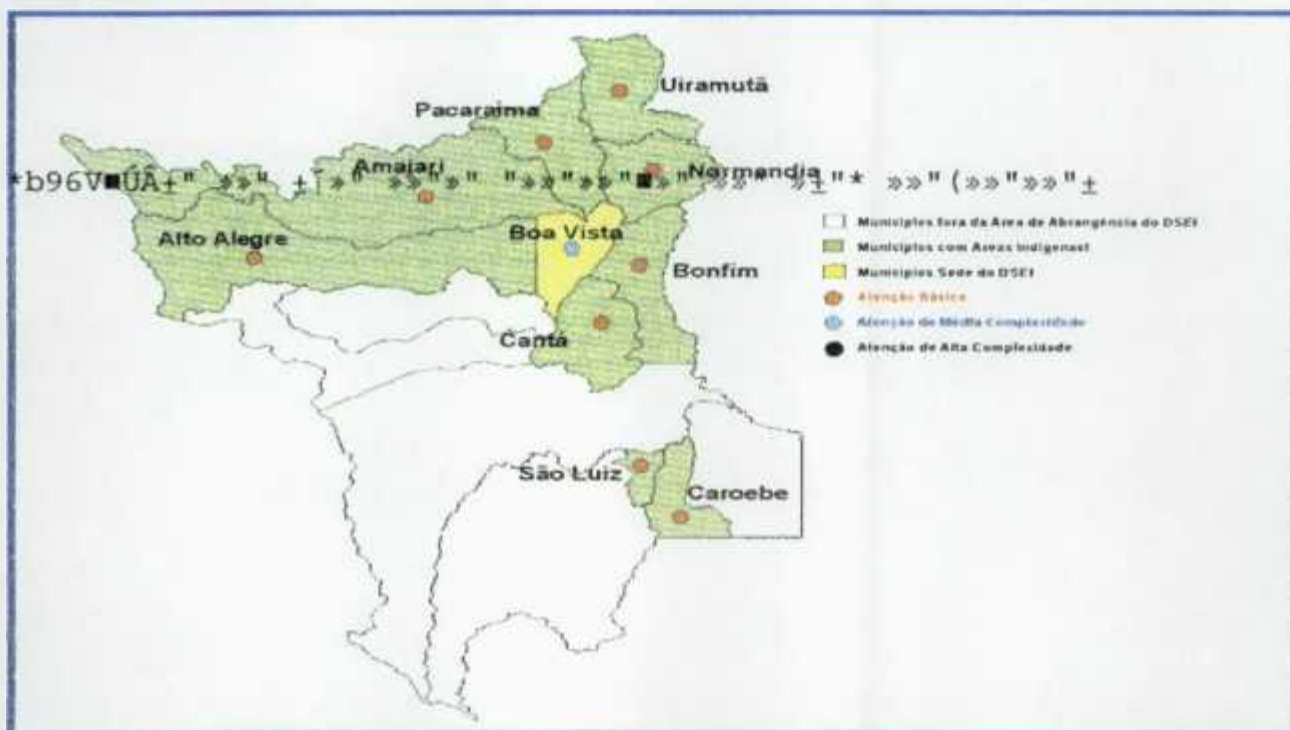 Uiramutã
Pacaraima
Amajari
Normandia
*b96V■ÚÂ±" »»" ±¯»" »»"»" "»»"»»"■»" »»" »±"* »»"(»»"»»"±
Alto Alegre
Boa Vista
Bonfim
Cantá
São Luiz
Caroebe
Municípios fora da Área de Abrangência do DSEI
Municípios com Áreas Indígenas!
Municípios Sede do DSEI
Atenção Básica
Atenção de Média Complexidade
Atenção de Alta Complexidade